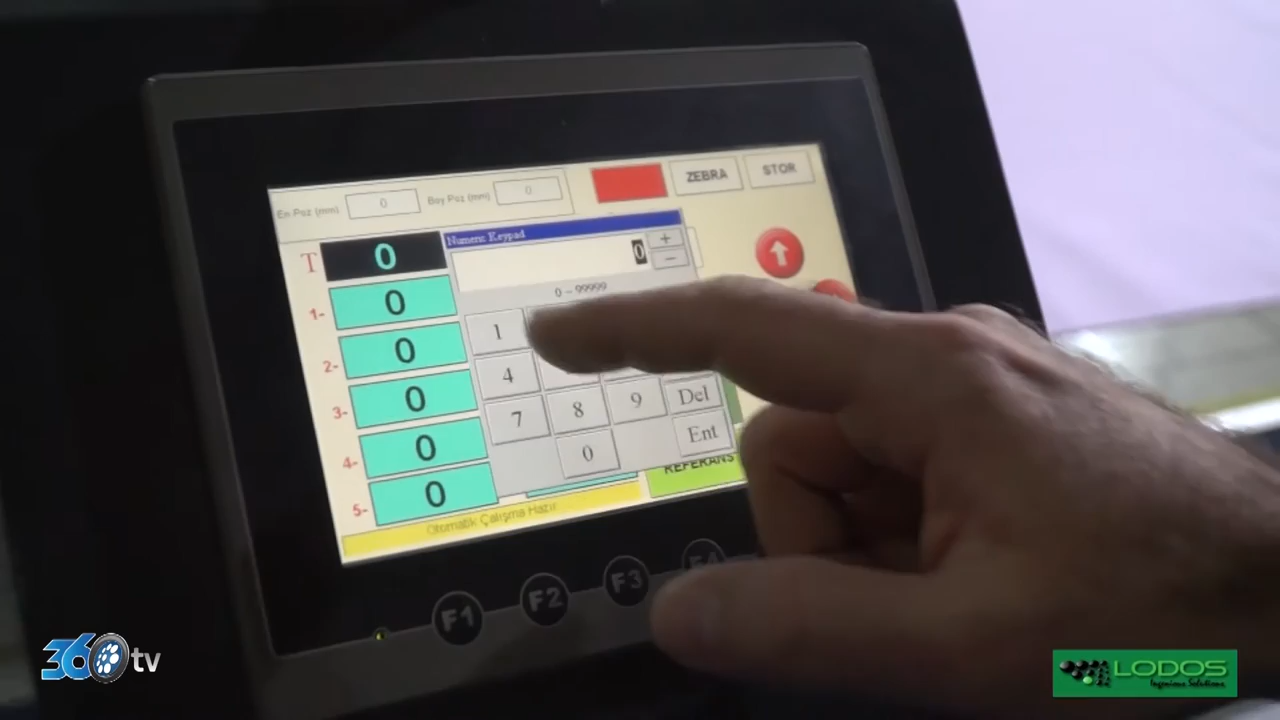 En Poz (mm) 0 Boy Poz (mm) 0 ZEBRA STOR
T 0
Numeric Keypad
0 + -
0 - 99999
1- 0
2- 0
3- 0
4- 0
5- 0
1
4
7 8 9 Del
0 Ent
REFERANS
Otomatik Çalışma Hazır
F1 F2 F3 F4
360tv
LODOS
Ingenious Solutions